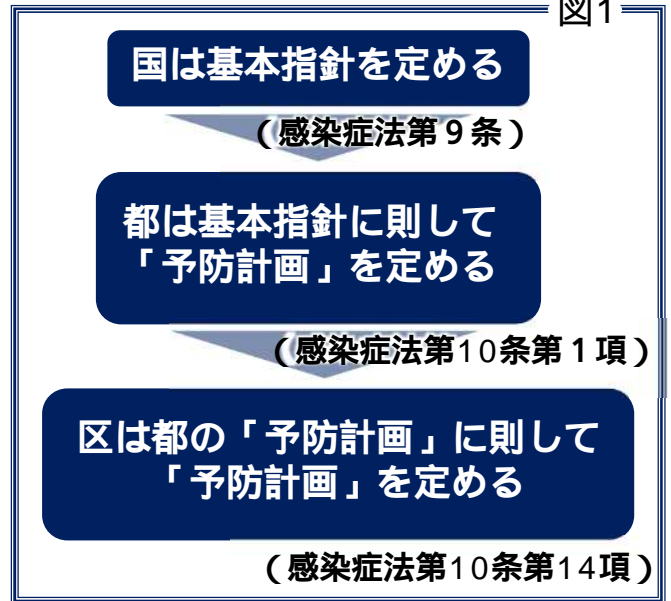 図1
国は基本指針を定める
（感染症法第9条）
都は基本指針に則して
「予防計画」を定める
（感染症法第10条第1項）
区は都の「予防計画」に則して
「予防計画」を定める
（感染症法第10条第14項）